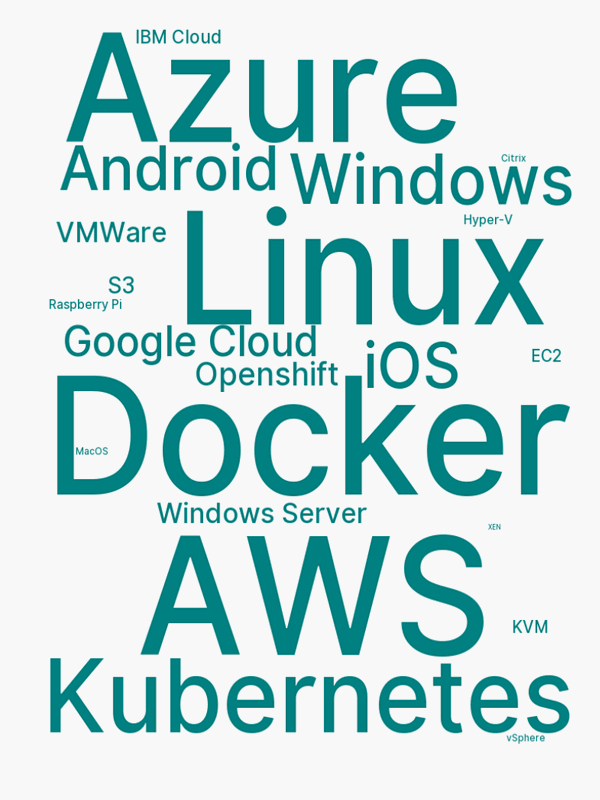 IBM Cloud
Azure
Android
Windows
Citrix
Hyper-V
VMWare
Linux
S3
Raspberry Pi
Google Cloud
iOS
EC2
Openshift
Docker
MacOS
Windows Server
XEN
AWS
KVM
Kubernetes
vSphere